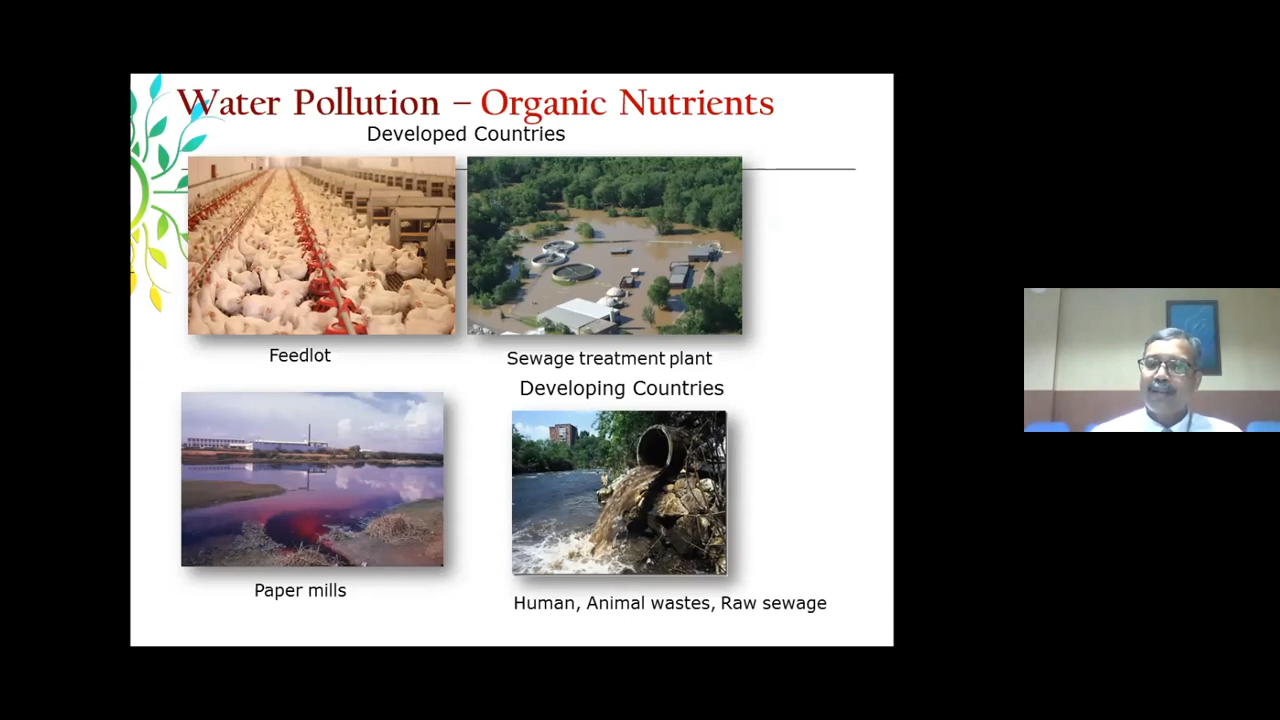 Water Pollution – Organic Nutrients
Developed Countries
Feedlot
Sewage treatment plant
Developing Countries
Paper mills
Human, Animal wastes, Raw sewage